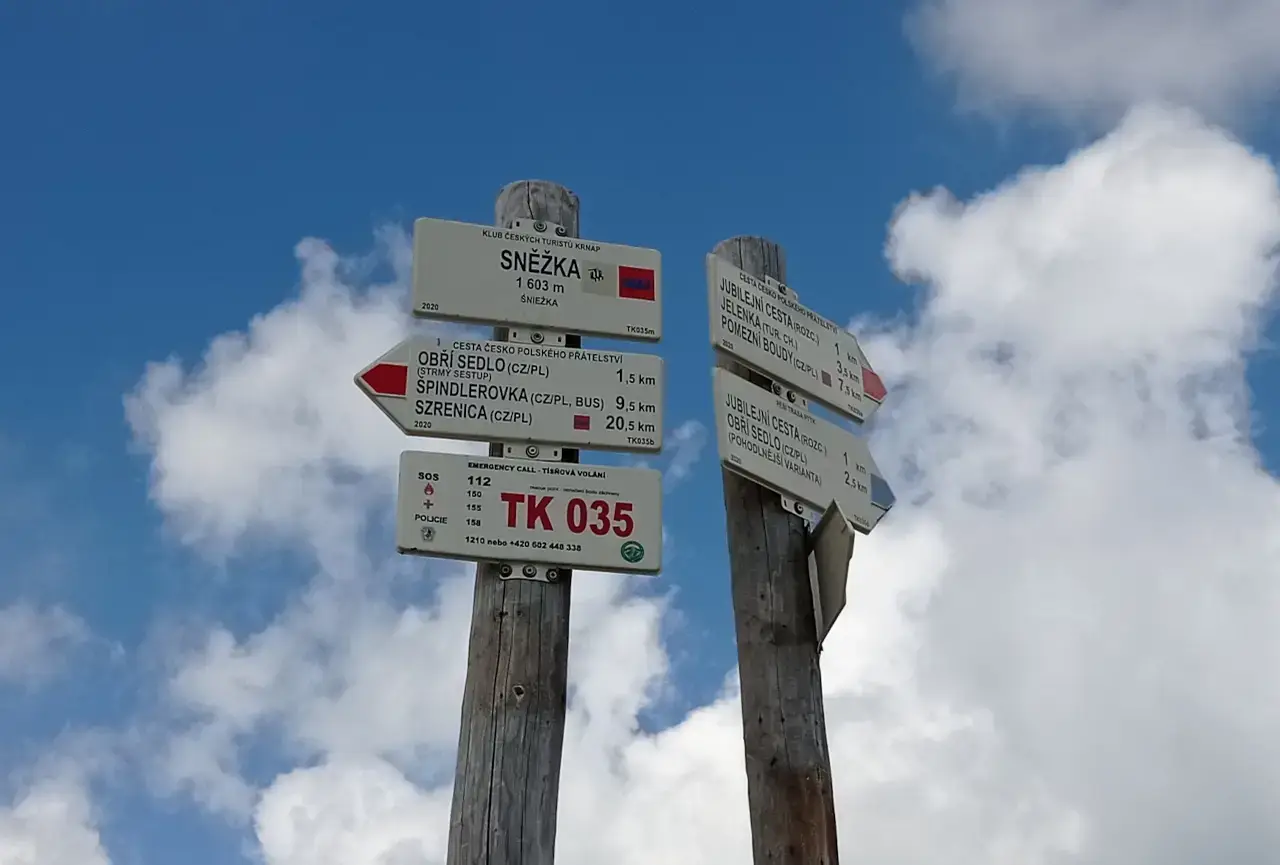 KLUB ČESKÝCH TURISTŮ KRNAP
SNĚŽKA
1 603 m
ŚNIEŻKA
2020 TK035m
CESTA ČESKO POLSKÉHO PŘÁTELSTVÍ
OBŘÍ SEDLO (CZ/PL) 1,5 km
(STRMÝ SESTUP)
ŠPINDLEROVKA (CZ/PL, BUS) 9,5 km
SZRENICA (CZ/PL) 20,5 km
2020 TK035b
EMERGENCY CALL - TÍSŇOVÁ VOLÁNÍ
SOS 112
150
155
POLICIE 158
TK 035
1210 nebo +420 602 448 338
CESTA ČESKO POLSKÉHO PŘÁTELSTVÍ
JUBILEJNÍ CESTA (ROZC.) 1 km
JELENKA (TUR. CH.) 3,5 km
POMEZNÍ BOUDY (CZ/PL) 7,5 km
2020
JUBILEJNÍ CESTA (ROZC.) 1 km
OBŘÍ SEDLO (CZ/PL) 2,5 km
(POHODLNĚJŠÍ VARIANTA)
2020